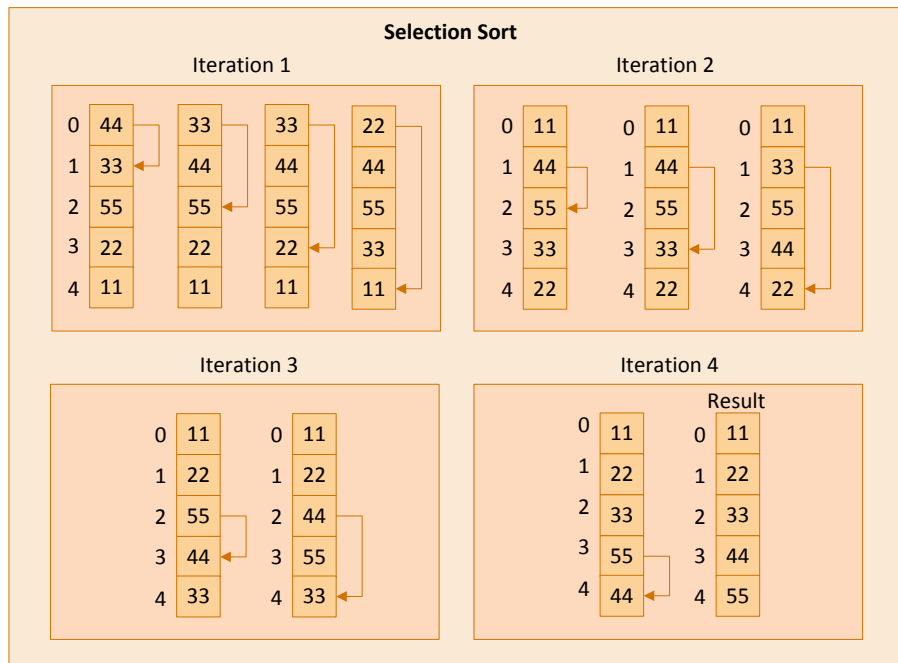 Selection Sort
Iteration 1
0 44 33 33 22
1 33 44 44 44
2 55 55 55 55
3 22 22 22 33
4 11 11 11 11
Iteration 2
0 11 0 11 0 11
1 44 1 44 1 33
2 55 2 55 2 55
3 33 3 33 3 44
4 22 4 22 4 22
Iteration 3
0 11 0 11
1 22 1 22
2 55 2 44
3 44 3 55
4 33 4 33
Iteration 4
Result
0 11 0 11
1 22 1 22
2 33 2 33
3 55 3 44
4 44 4 55